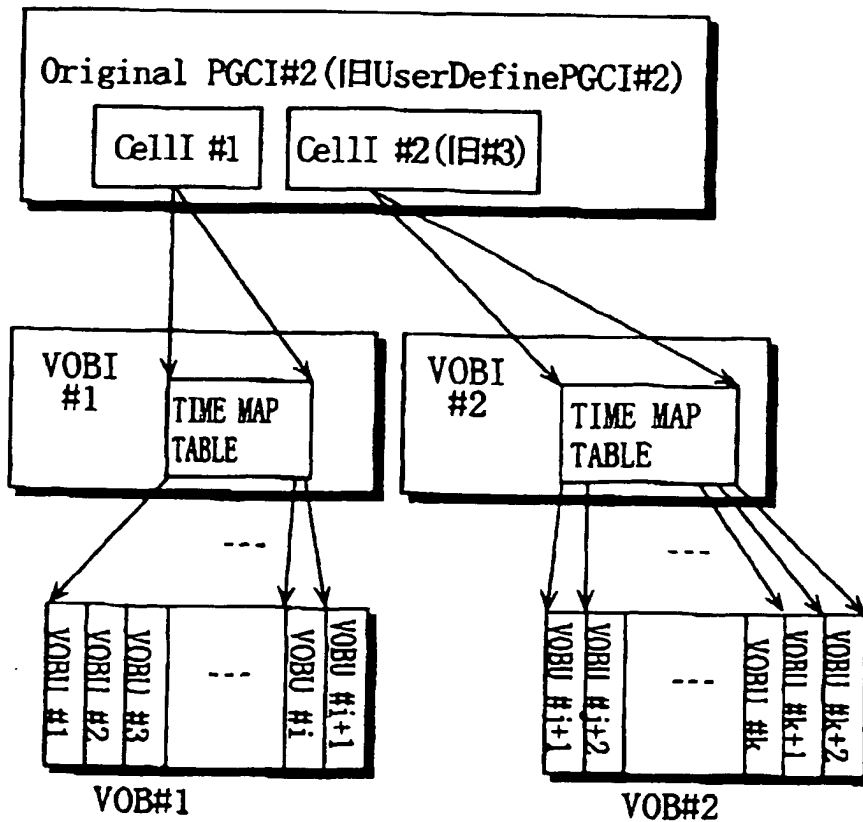 Original PGCI#2(旧UserDefinePGCI#2)
CellI #1
CellI #2(旧#3)
VOBI
#1
TIME MAP
TABLE
VOBI
#2
TIME MAP
TABLE
---
---
VOBU #1
VOBU #2
VOBU #3
---
VOBU #i
VOBU #i+1
VOBU #j+1
VOBU #j+2
---
VOBU #k
VOBU #k+1
VOBU #k+2
VOB#1
VOB#2